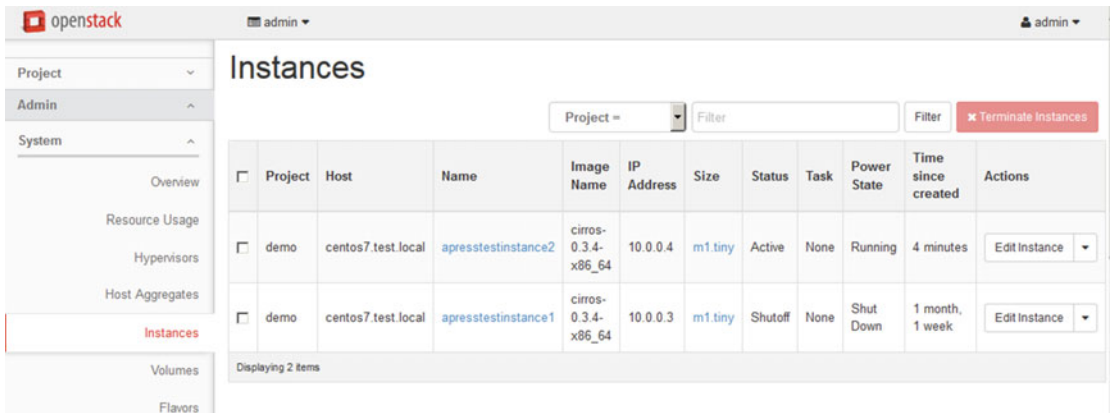 openstack
admin
admin
Project
Admin
System
Overview
Resource Usage
Hypervisors
Host Aggregates
Instances
Volumes
Flavors
Instances
Project =
Filter
Filter
Terminate Instances
Project
Host
Name
Image
Name
IP
Address
Size
Status
Task
Power
State
Time
since
created
Actions
demo
centos7.test.local
apresstestinstance2
cirros-
0.3.4-
x86_64
10.0.0.4
m1.tiny
Active
None
Running
4 minutes
Edit Instance
demo
centos7.test.local
apresstestinstance1
cirros-
0.3.4-
x86_64
10.0.0.3
m1.tiny
Shutoff
None
Shut
Down
1 month,
1 week
Edit Instance
Displaying 2 items